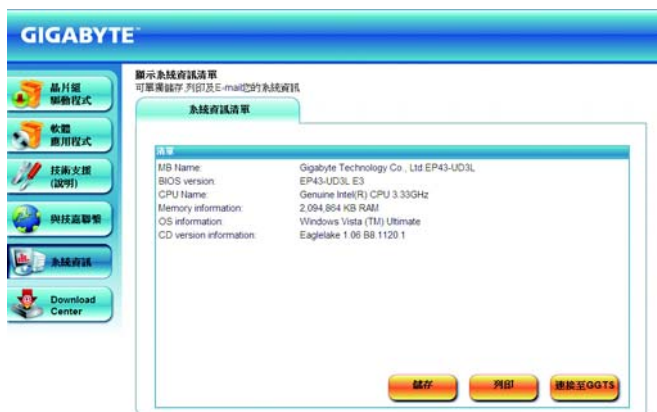 GIGABYTE™
顯示系統資訊清單
可單獨儲存,列印及E-mail您的系統資訊
系統資訊清單
晶片組
驅動程式
軟體
應用程式
技術支援
(說明)
與技嘉聯繫
系統資訊
Download
Center
清單
MB Name: Gigabyte Technology Co., Ltd.EP43-UD3L
BIOS version: EP43-UD3L E3
CPU Name: Genuine Intel(R) CPU 3.33GHz
Memory information: 2,094,864 KB RAM
OS information: Windows Vista (TM) Ultimate
CD version information: Eaglelake 1.06 B8.1120.1
儲存
列印
連接至GGTS